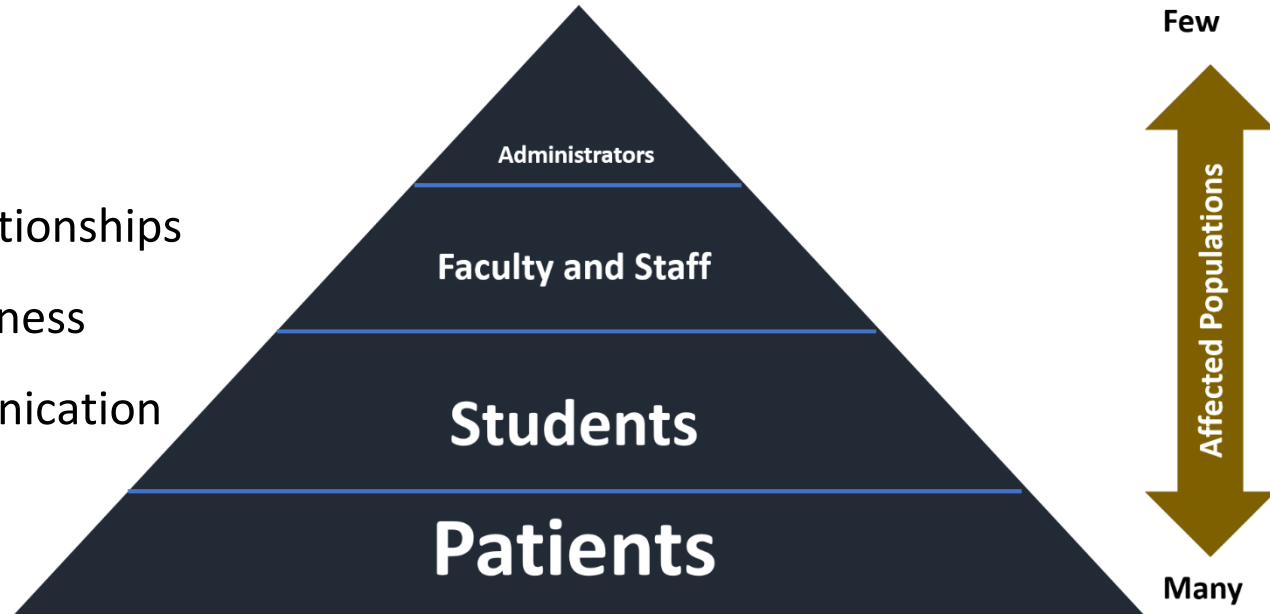 Few
Administrators
tionships
Faculty and Staff
ness
nication
Students
Patients
Affected Populations
Many